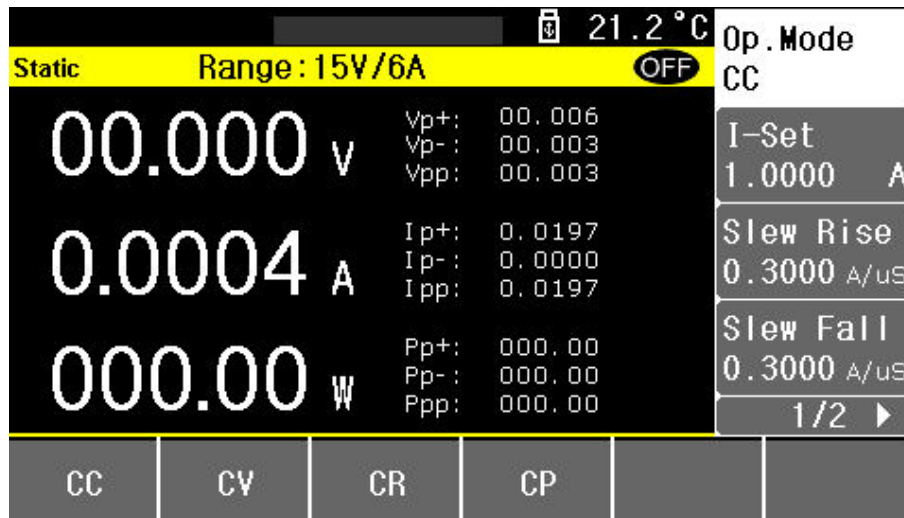 21.2°C
Static Range:15V/6A OFF
00.000 V
Vp+: 00.006
Vp-: 00.003
Vpp: 00.003
0.0004 A
Ip+: 0.0197
Ip-: 0.0000
Ipp: 0.0197
000.00 W
Pp+: 000.00
Pp-: 000.00
Ppp: 000.00
Op.Mode
CC
I-Set
1.0000 A
Slew Rise
0.3000 A/uS
Slew Fall
0.3000 A/uS
1/2
CC CV CR CP